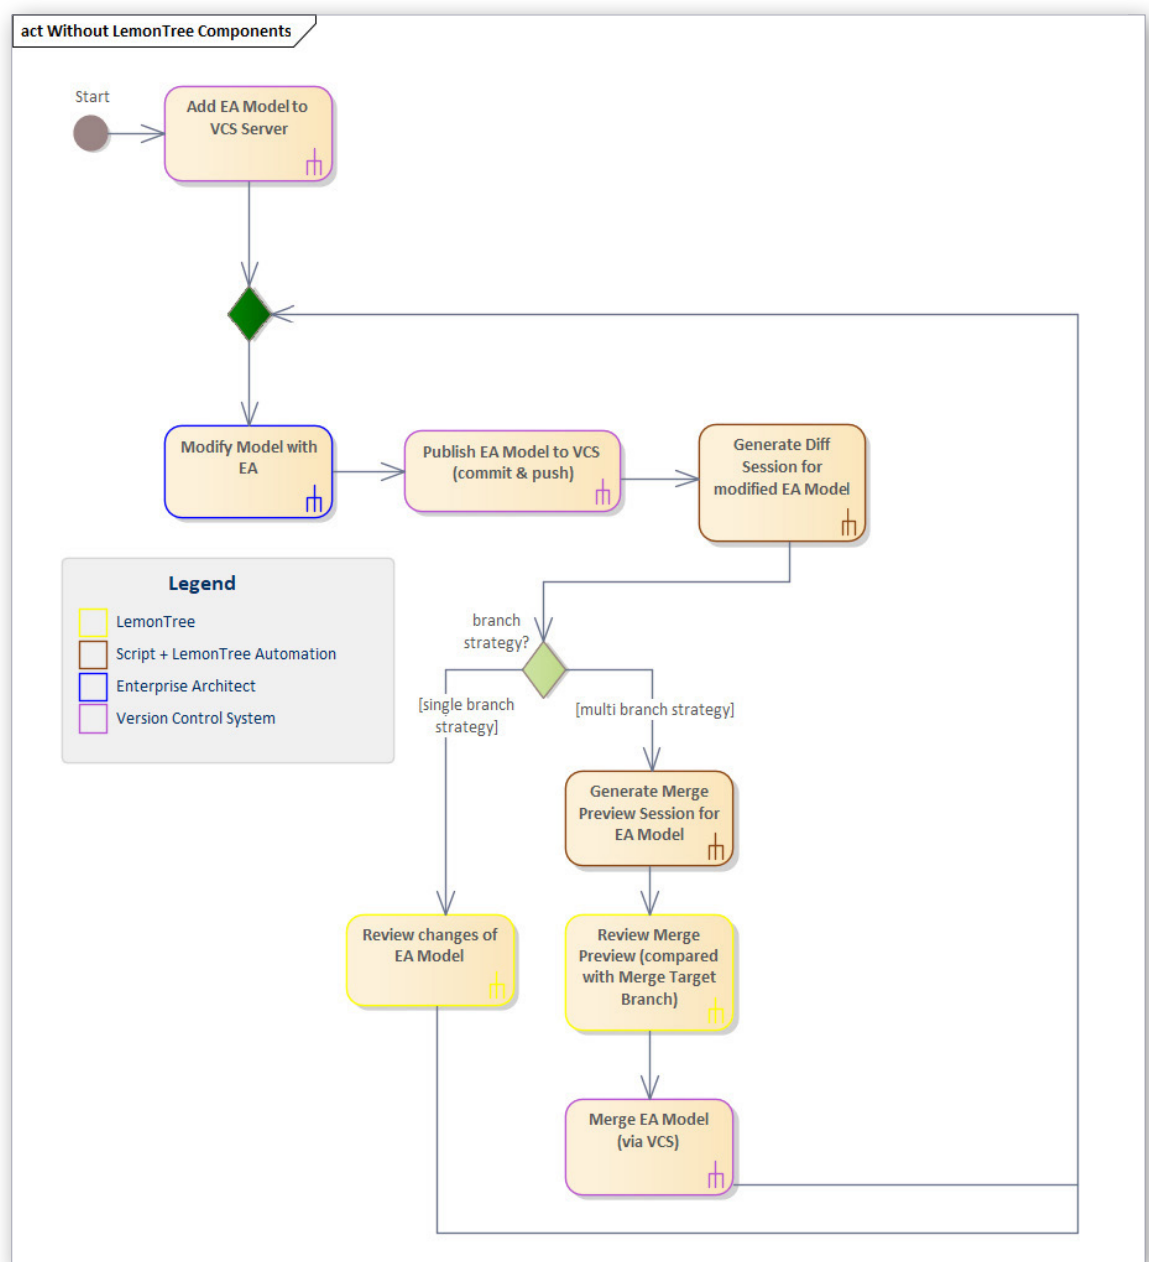 act Without LemonTree Components
Start
Add EA Model to
VCS Server
Modify Model with
EA
Publish EA Model to VCS
(commit & push)
Generate Diff
Session for
modified EA Model
Legend
LemonTree
Script + LemonTree Automation
Enterprise Architect
Version Control System
branch
strategy?
[single branch
strategy]
[multi branch strategy]
Generate Merge
Preview Session for
EA Model
Review changes of
EA Model
Review Merge
Preview (compared
with Merge Target
Branch)
Merge EA Model
(via VCS)